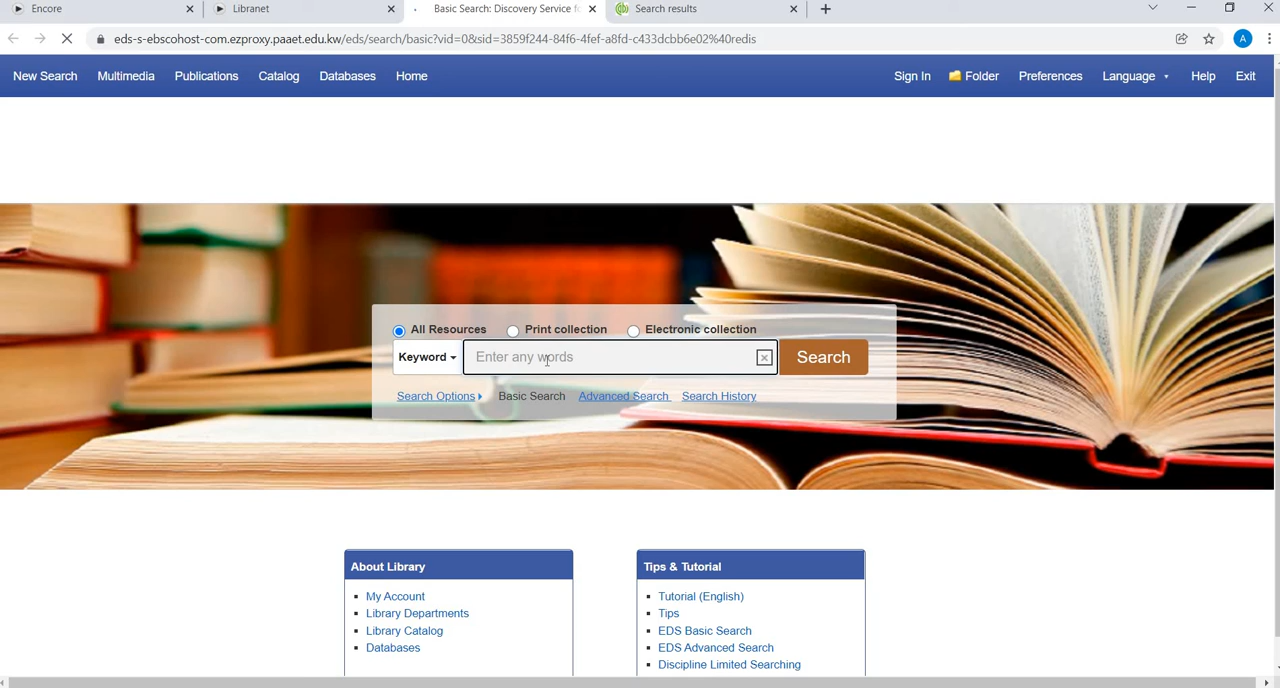 Encore
Libranet
Basic Search: Discovery Service fo
Search results
eds-s-ebscohost-com.ezproxy.paaet.edu.kw/eds/search/basic?vid=0&sid=3859f244-84f6-4fef-a8fd-c433dcbb6e02%40redis
A
New Search Multimedia Publications Catalog Databases Home
Sign In Folder Preferences Language Help Exit
All Resources Print collection Electronic collection
Keyword Enter any words Search
Search Options Basic Search Advanced Search Search History
About Library
My Account
Library Departments
Library Catalog
Databases
Tips & Tutorial
Tutorial (English)
Tips
EDS Basic Search
EDS Advanced Search
Discipline Limited Searching